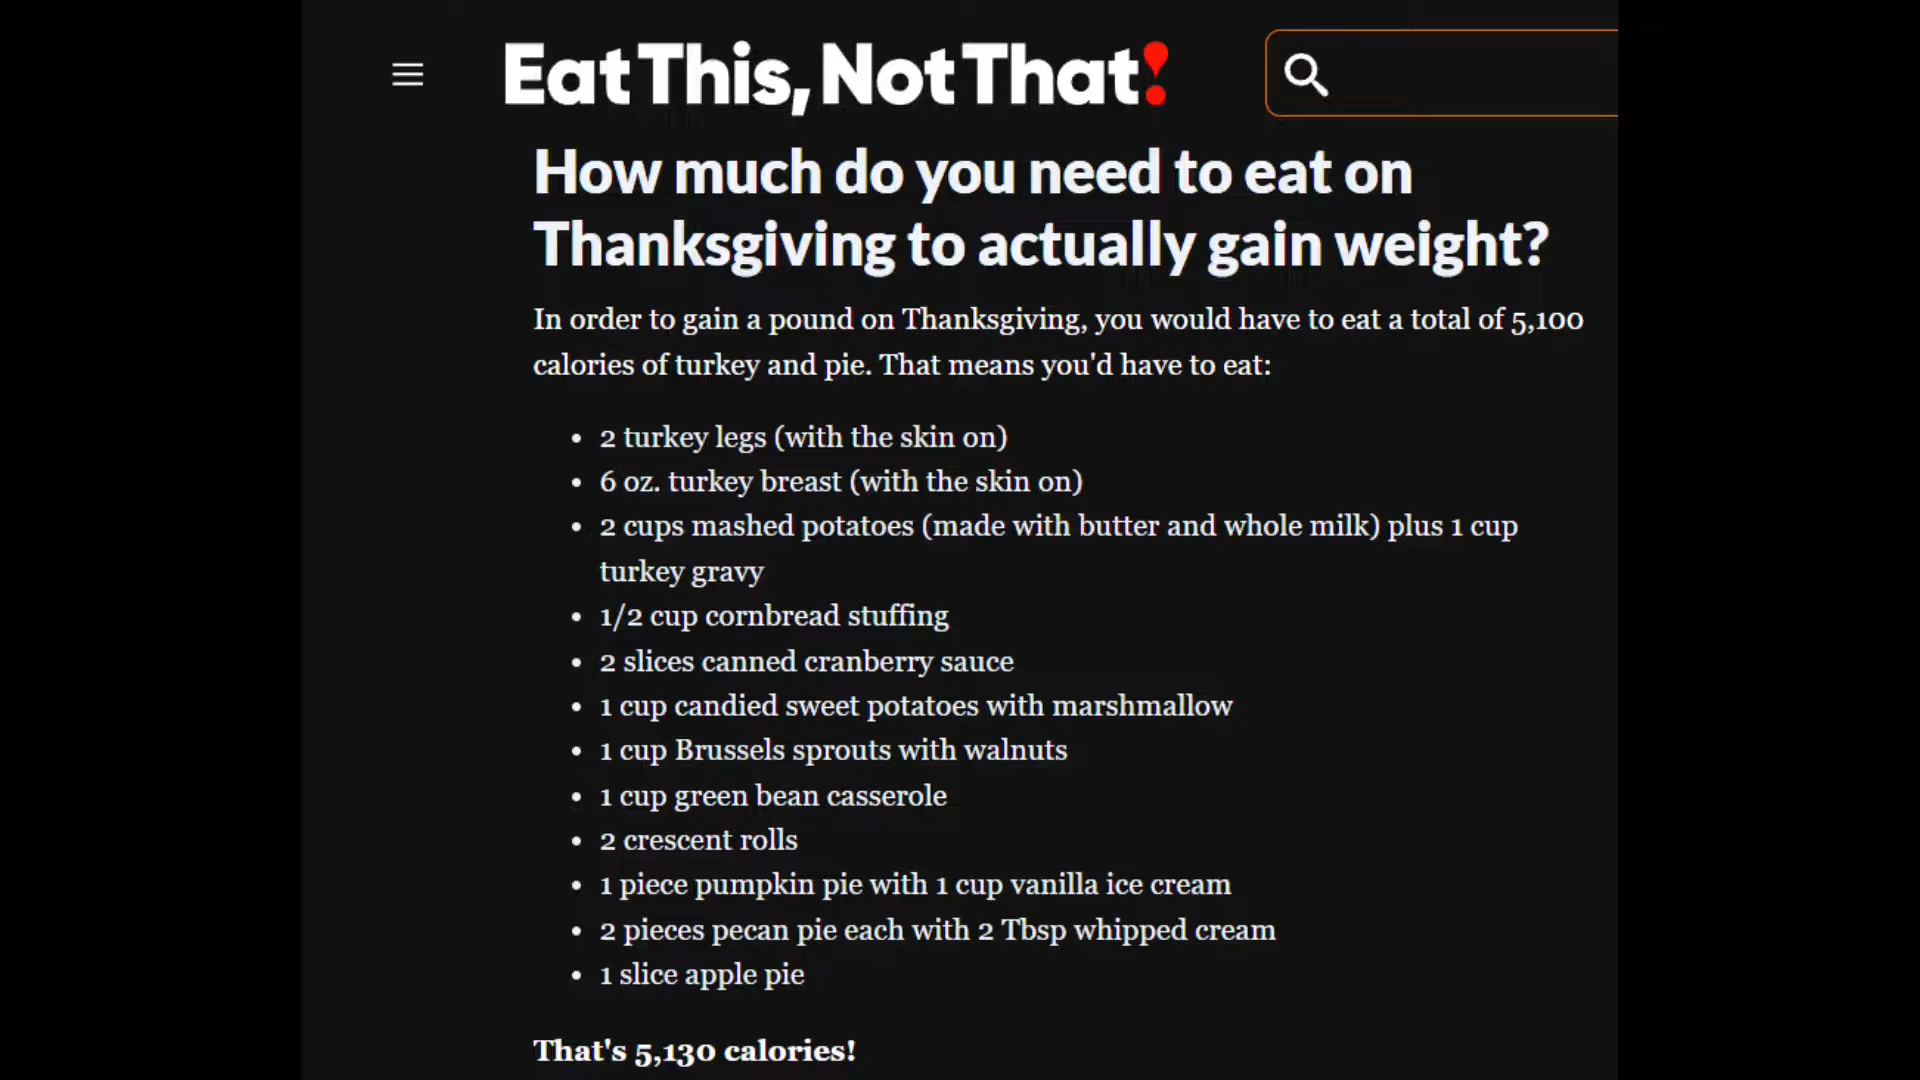 Eat This, Not That!
How much do you need to eat on
Thanksgiving to actually gain weight?
In order to gain a pound on Thanksgiving, you would have to eat a total of 5,100
calories of turkey and pie. That means you'd have to eat:
• 2 turkey legs (with the skin on)
• 6 oz. turkey breast (with the skin on)
• 2 cups mashed potatoes (made with butter and whole milk) plus 1 cup
turkey gravy
• 1/2 cup cornbread stuffing
• 2 slices canned cranberry sauce
• 1 cup candied sweet potatoes with marshmallow
• 1 cup Brussels sprouts with walnuts
• 1 cup green bean casserole
• 2 crescent rolls
• 1 piece pumpkin pie with 1 cup vanilla ice cream
• 2 pieces pecan pie each with 2 Tbsp whipped cream
• 1 slice apple pie
That's 5,130 calories!